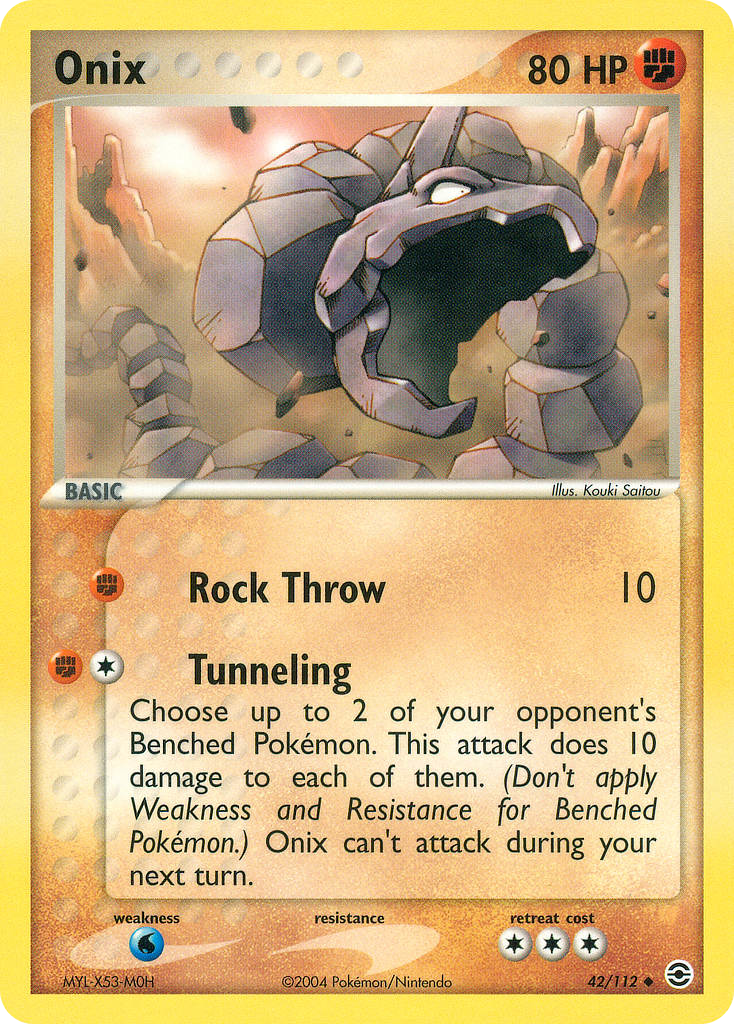 Onix
80 HP
BASIC
Illus. Kouki Saitou
Rock Throw 10
Tunneling
Choose up to 2 of your opponent's
Benched Pokémon. This attack does 10
damage to each of them. (Don't apply
Weakness and Resistance for Benched
Pokémon.) Onix can't attack during your
next turn.
weakness resistance retreat cost
MYL-X53-M0H ©2004 Pokémon/Nintendo 42/112 ◆